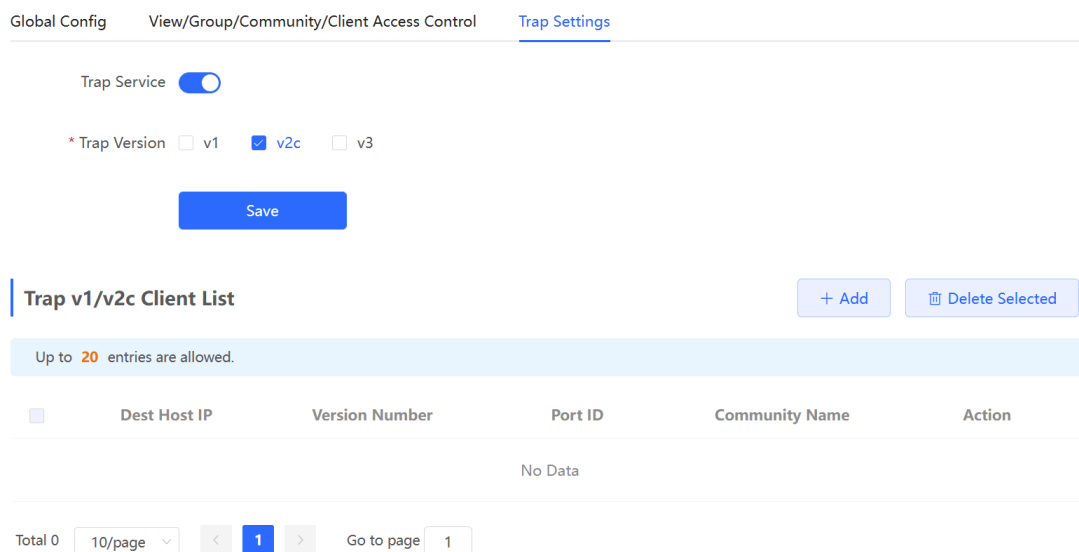 Global Config View/Group/Community/Client Access Control Trap Settings
Trap Service
* Trap Version v1 v2c v3
Save
Trap v1/v2c Client List + Add Delete Selected
Up to 20 entries are allowed.
Dest Host IP Version Number Port ID Community Name Action
No Data
Total 0 10/page < 1 > Go to page 1